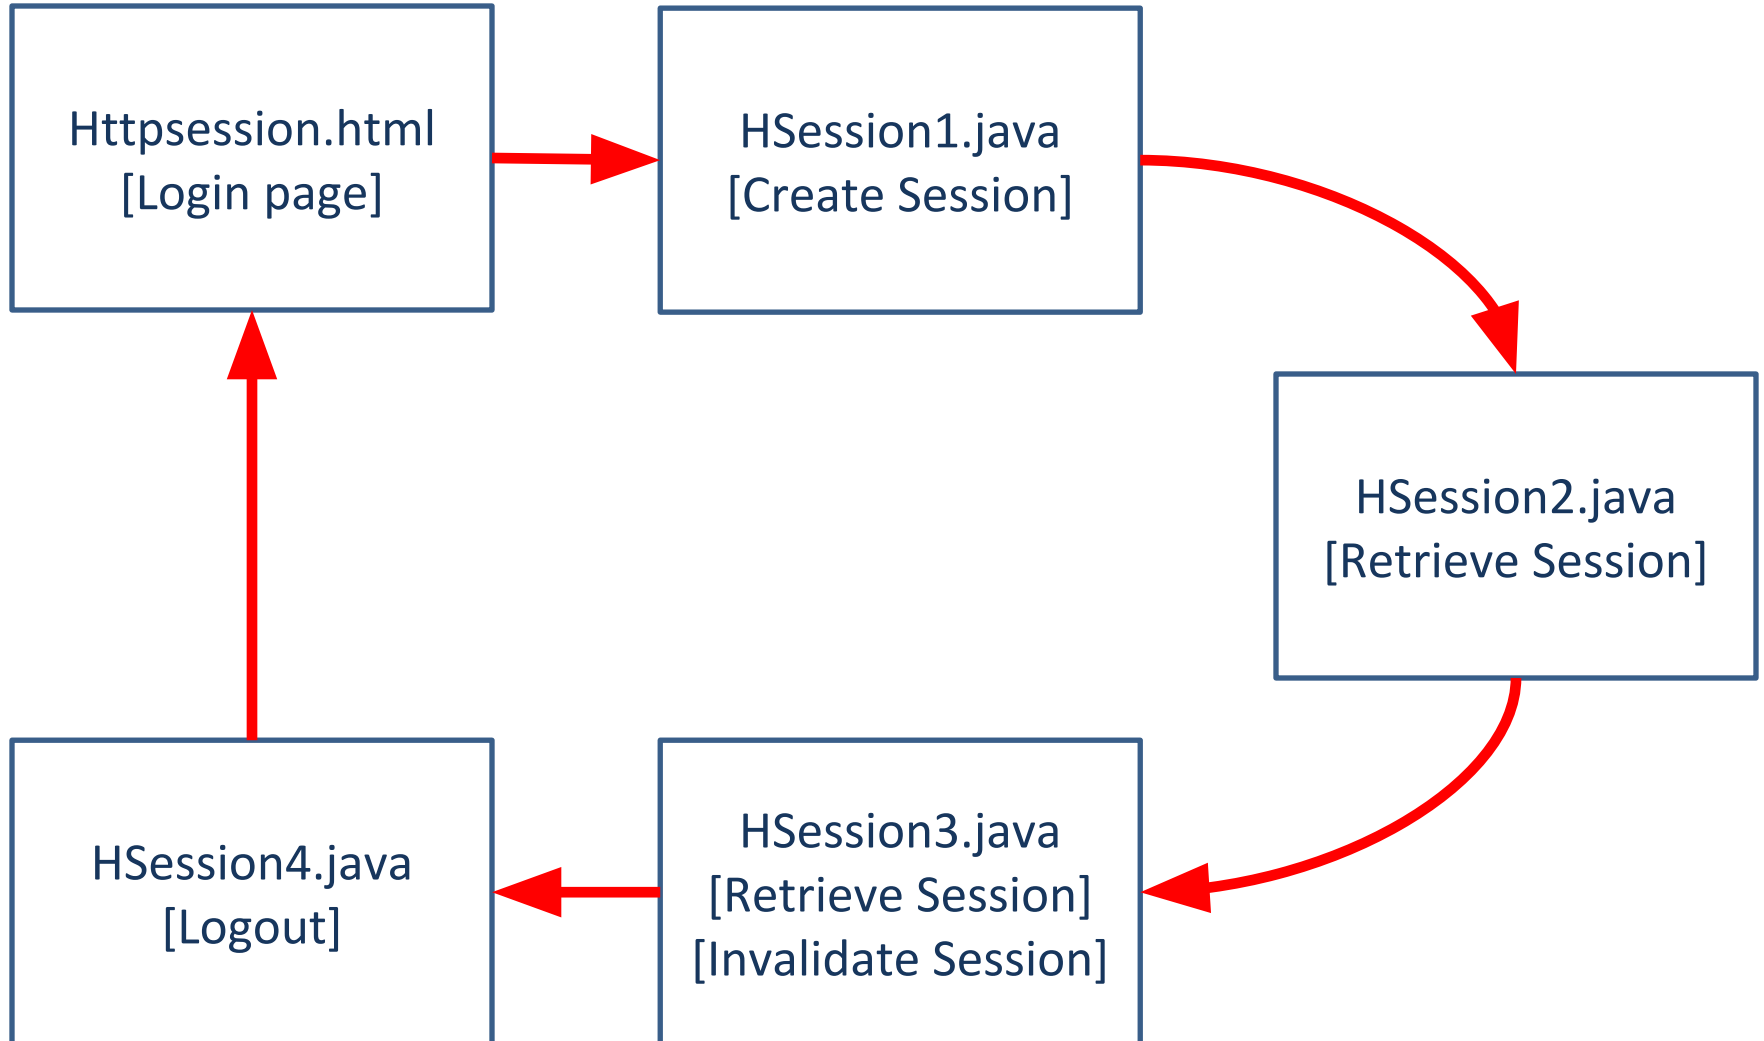 Httpsession.html
[Login page]
HSession1.java
[Create Session]
HSession2.java
[Retrieve Session]
HSession3.java
[Retrieve Session]
[Invalidate Session]
HSession4.java
[Logout]